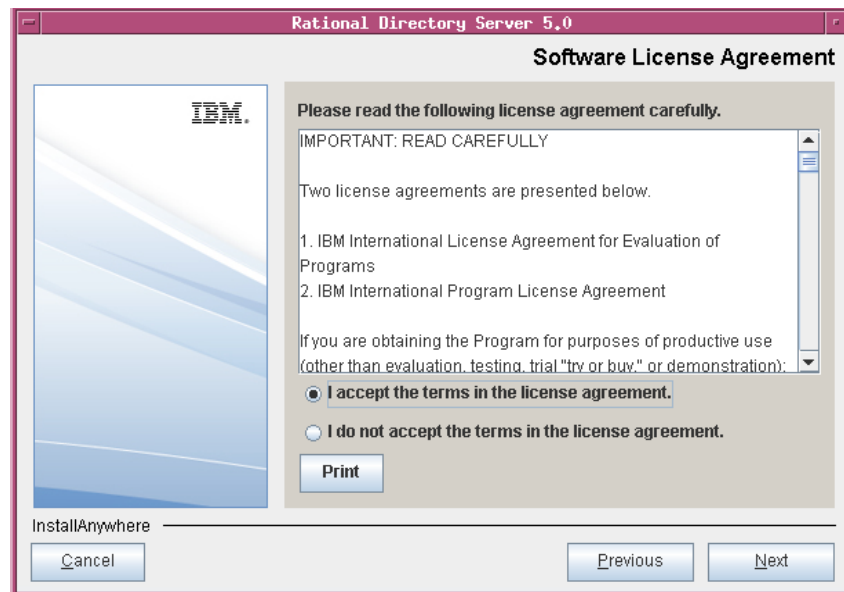 Rational Directory Server 5.0
Software License Agreement
IBM.
Please read the following license agreement carefully.
IMPORTANT: READ CAREFULLY
Two license agreements are presented below.
1. IBM International License Agreement for Evaluation of
Programs
2. IBM International Program License Agreement
If you are obtaining the Program for purposes of productive use
(other than evaluation, testing, trial "try or buy," or demonstration):
I accept the terms in the license agreement.
I do not accept the terms in the license agreement.
Print
InstallAnywhere
Cancel
Previous
Next